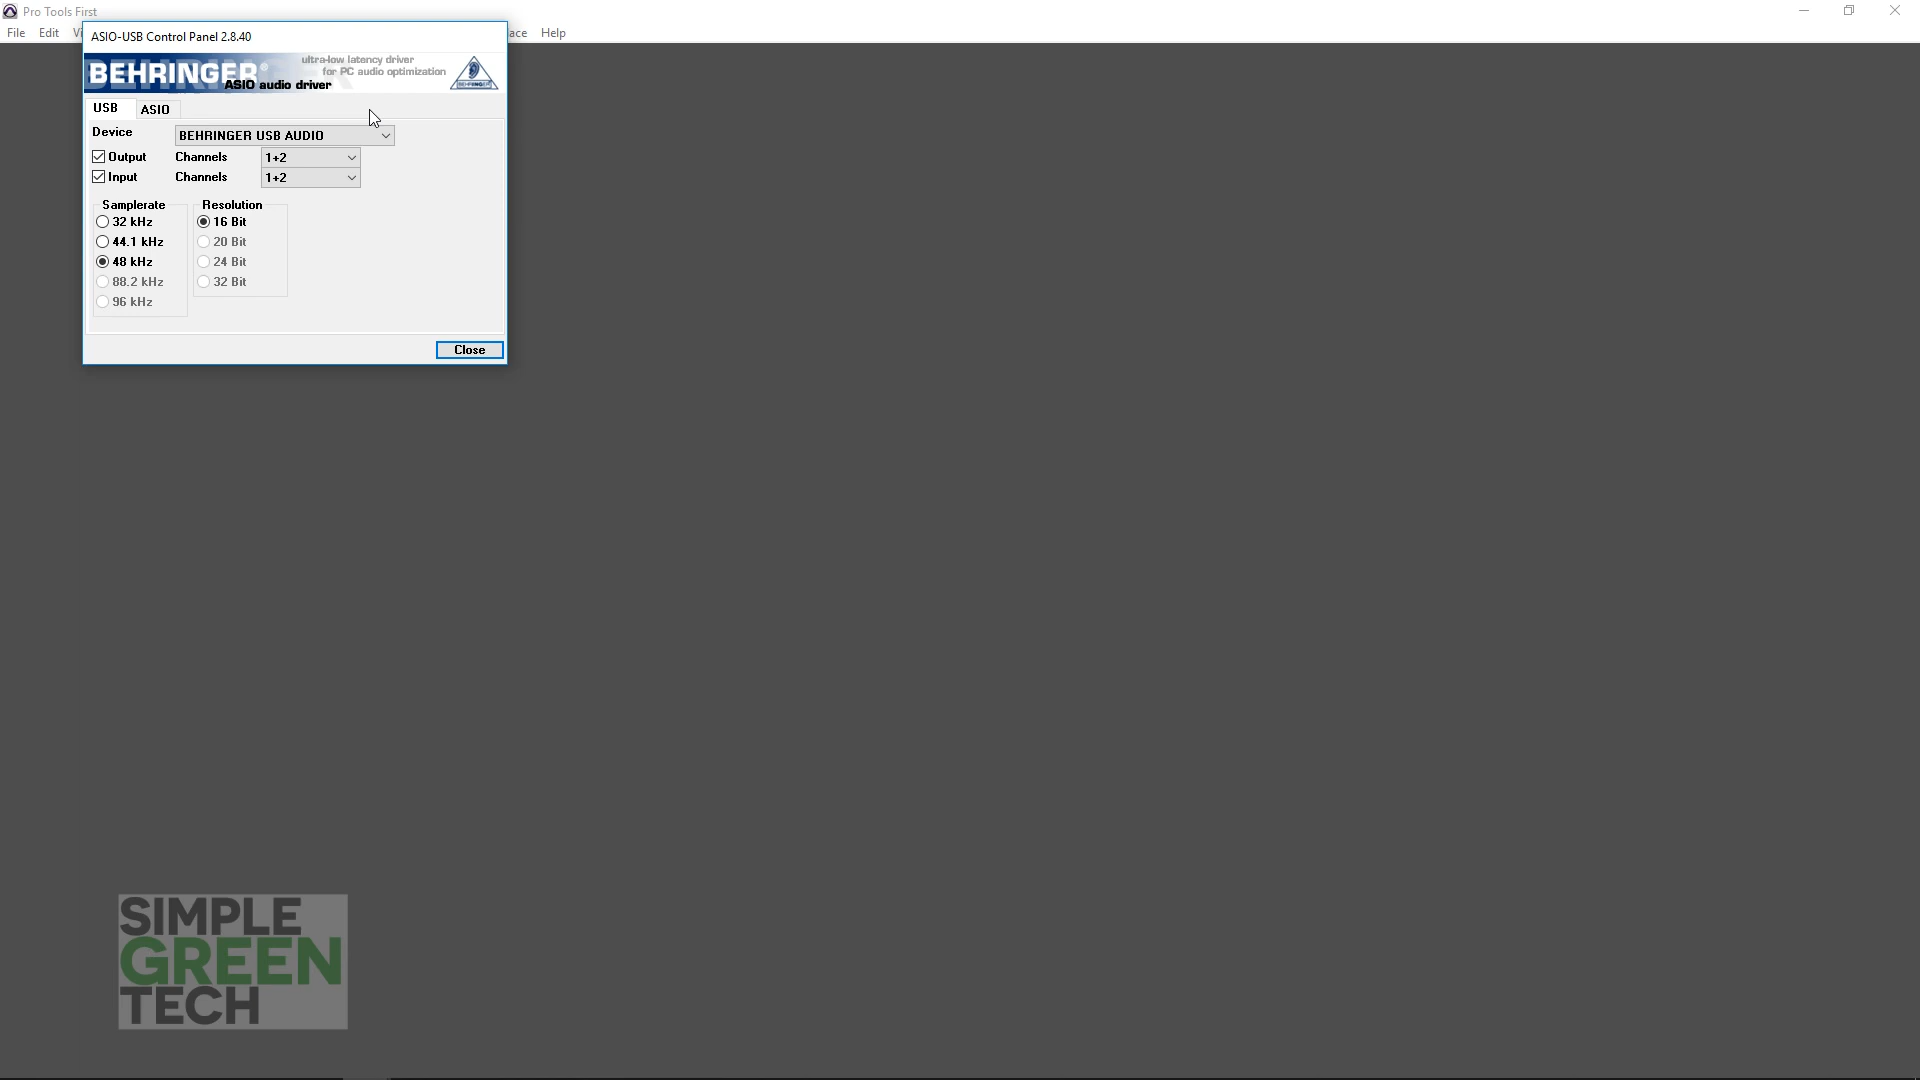 Pro Tools First
File Edit Vi
ace Help
ASIO-USB Control Panel 2.8.40
BEHRINGER®
ultra-low latency driver
for PC audio optimization
ASIO audio driver
BEHRINGER
USB ASIO
Device BEHRINGER USB AUDIO
Output Channels 1+2
Input Channels 1+2
Samplerate Resolution
32 kHz 16 Bit
44.1 kHz 20 Bit
48 kHz 24 Bit
88.2 kHz 32 Bit
96 kHz
Close
SIMPLE
GREEN
TECH